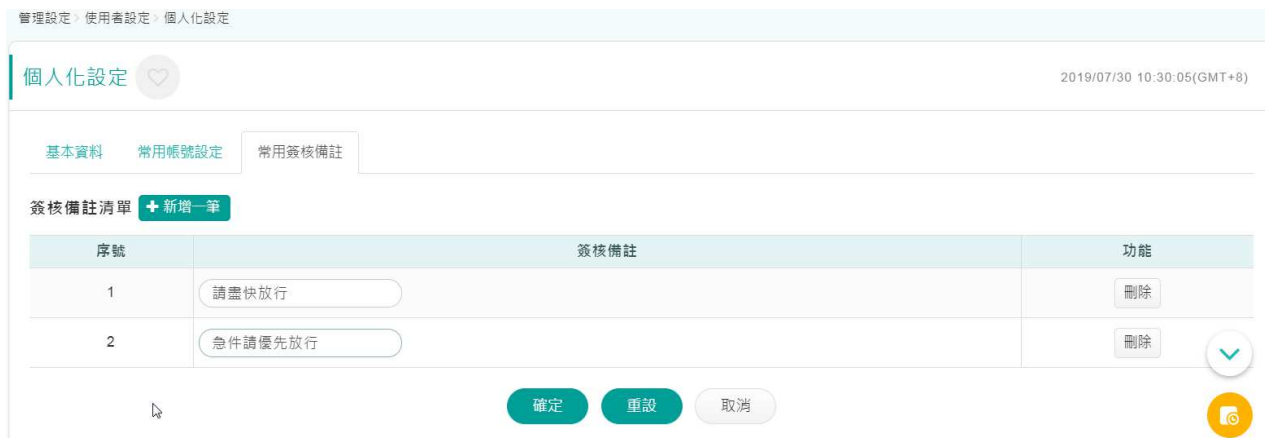 管理設定 > 使用者設定 > 個人化設定
個人化設定
2019/07/30 10:30:05(GMT+8)
基本資料 常用帳號設定 常用簽核備註
簽核備註清單 + 新增一筆
序號 簽核備註 功能
1 請盡快放行 刪除
2 急件請優先放行 刪除
確定 重設 取消